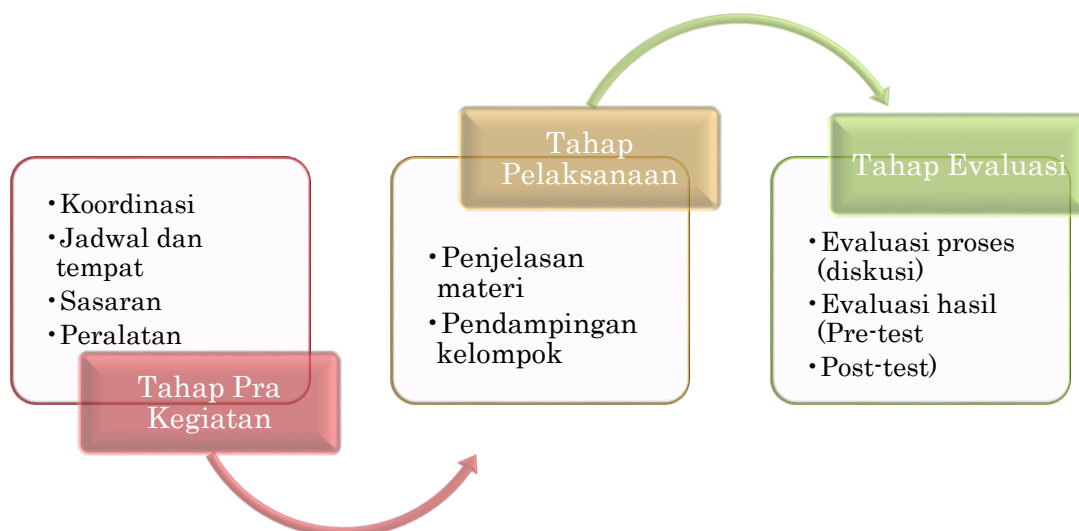 •Koordinasi
•Jadwal dan
tempat
•Sasaran
•Peralatan
Tahap Pra
Kegiatan
Tahap
Pelaksanaan
•Penjelasan
materi
•Pendampingan
kelompok
Tahap Evaluasi
•Evaluasi proses
(diskusi)
•Evaluasi hasil
(Pre-test
•Post-test)